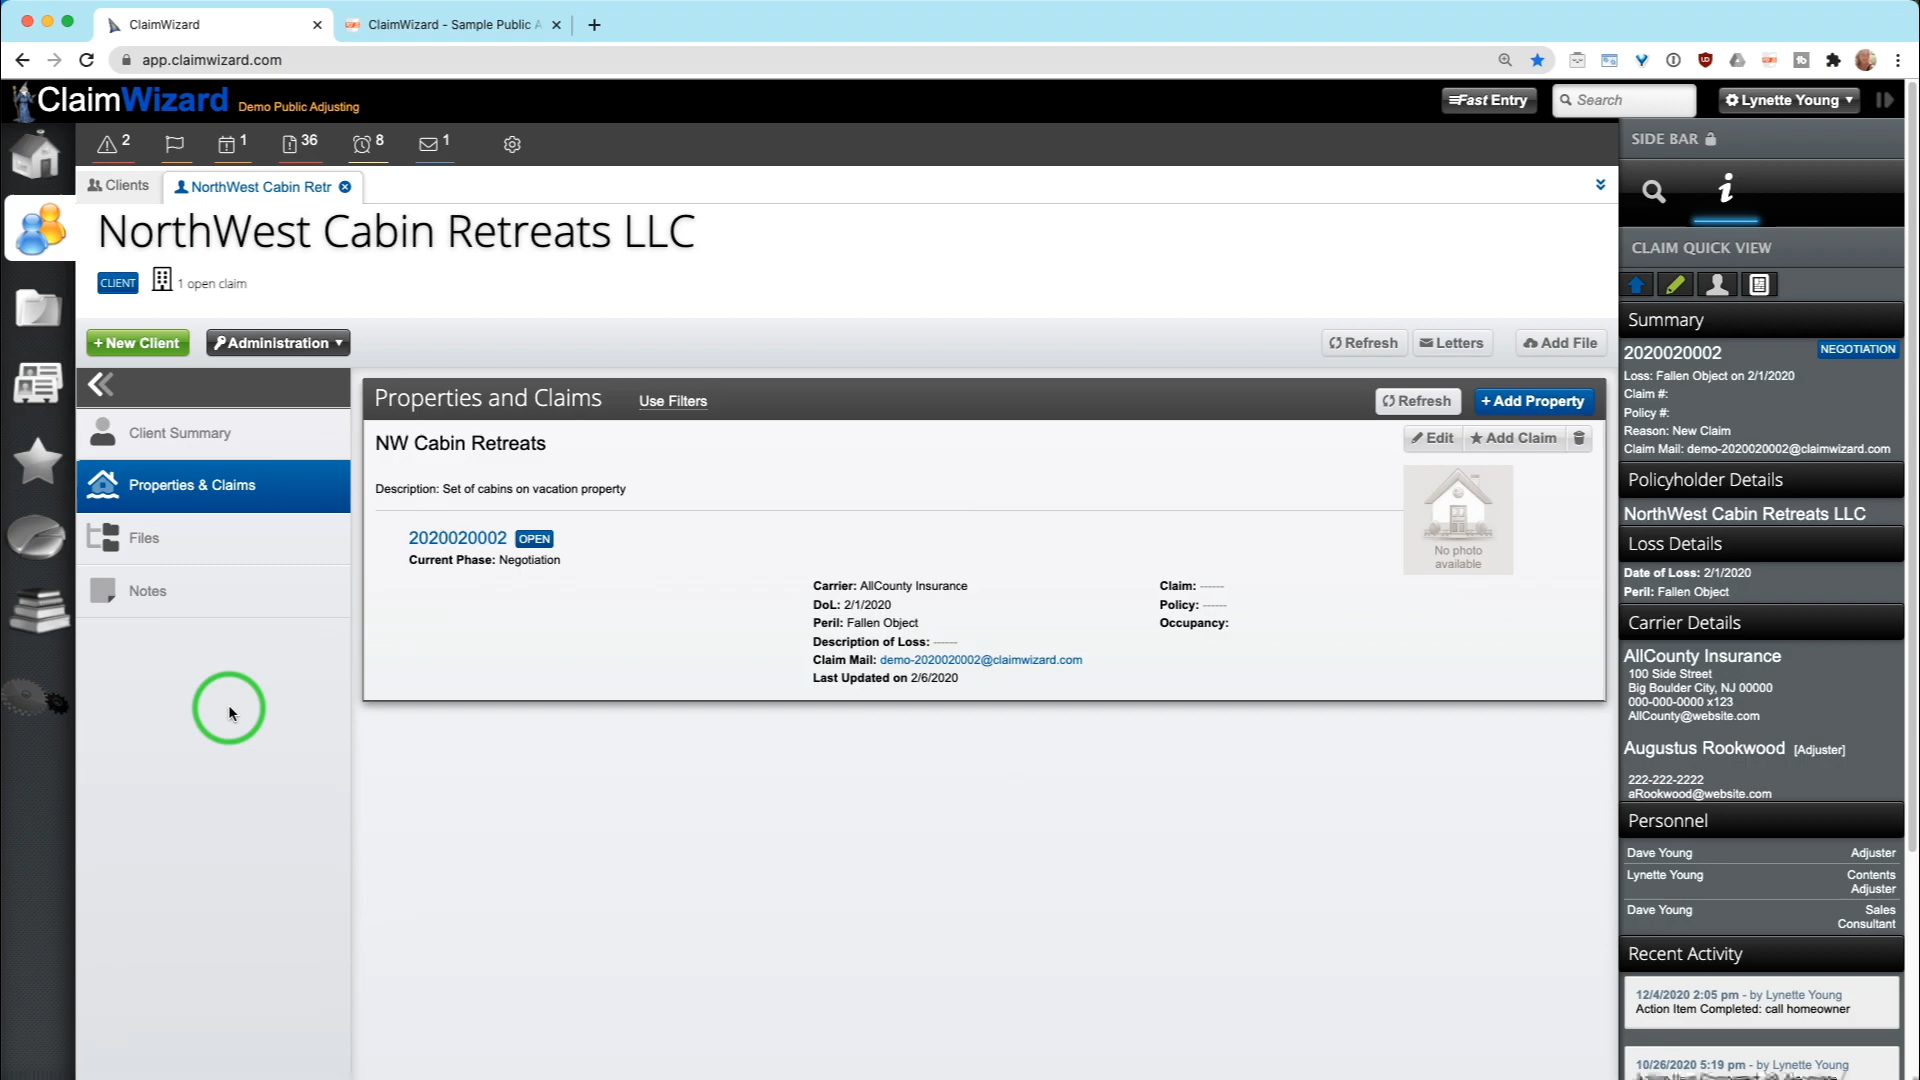 ClaimWizard
ClaimWizard - Sample Public A
app.claimwizard.com
ClaimWizard Demo Public Adjusting
Fast Entry
Search
Lynette Young
2
1
36
8
1
SIDE BAR
Clients
NorthWest Cabin Retr
NorthWest Cabin Retreats LLC
CLIENT
1 open claim
+ New Client
Administration
Refresh
Letters
Add File
Client Summary
Properties & Claims
Files
Notes
Properties and Claims
Use Filters
Refresh
+ Add Property
NW Cabin Retreats
Edit
Add Claim
Description: Set of cabins on vacation property
No photo
available
2020020002 OPEN
Current Phase: Negotiation
Carrier: AllCounty Insurance
DoL: 2/1/2020
Peril: Fallen Object
Description of Loss: ------
Claim Mail: demo-2020020002@claimwizard.com
Last Updated on 2/6/2020
Claim: ------
Policy: ------
Occupancy:
CLAIM QUICK VIEW
Summary
2020020002 NEGOTIATION
Loss: Fallen Object on 2/1/2020
Claim #:
Policy #:
Reason: New Claim
Claim Mail: demo-2020020002@claimwizard.com
Policyholder Details
NorthWest Cabin Retreats LLC
Loss Details
Date of Loss: 2/1/2020
Peril: Fallen Object
Carrier Details
AllCounty Insurance
100 Side Street
Big Boulder City, NJ 00000
000-000-0000 x123
AllCounty@website.com
Augustus Rookwood [Adjuster]
222-222-2222
aRookwood@website.com
Personnel
Dave Young Adjuster
Lynette Young Contents
Adjuster
Dave Young Sales
Consultant
Recent Activity
12/4/2020 2:05 pm - by Lynette Young
Action Item Completed: call homeowner
10/26/2020 5:19 pm - by Lynette Young